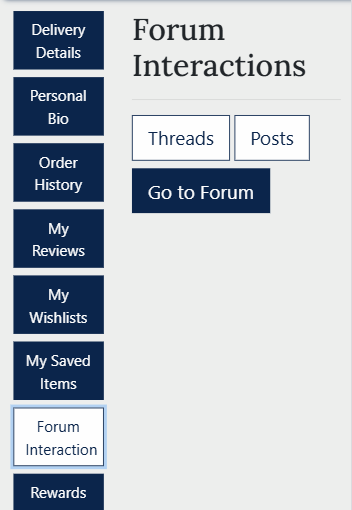 Delivery
Details
Personal
Bio
Order
History
My
Reviews
My
Wishlists
My Saved
Items
Forum
Interaction
Rewards
Forum
Interactions
Threads
Posts
Go to Forum